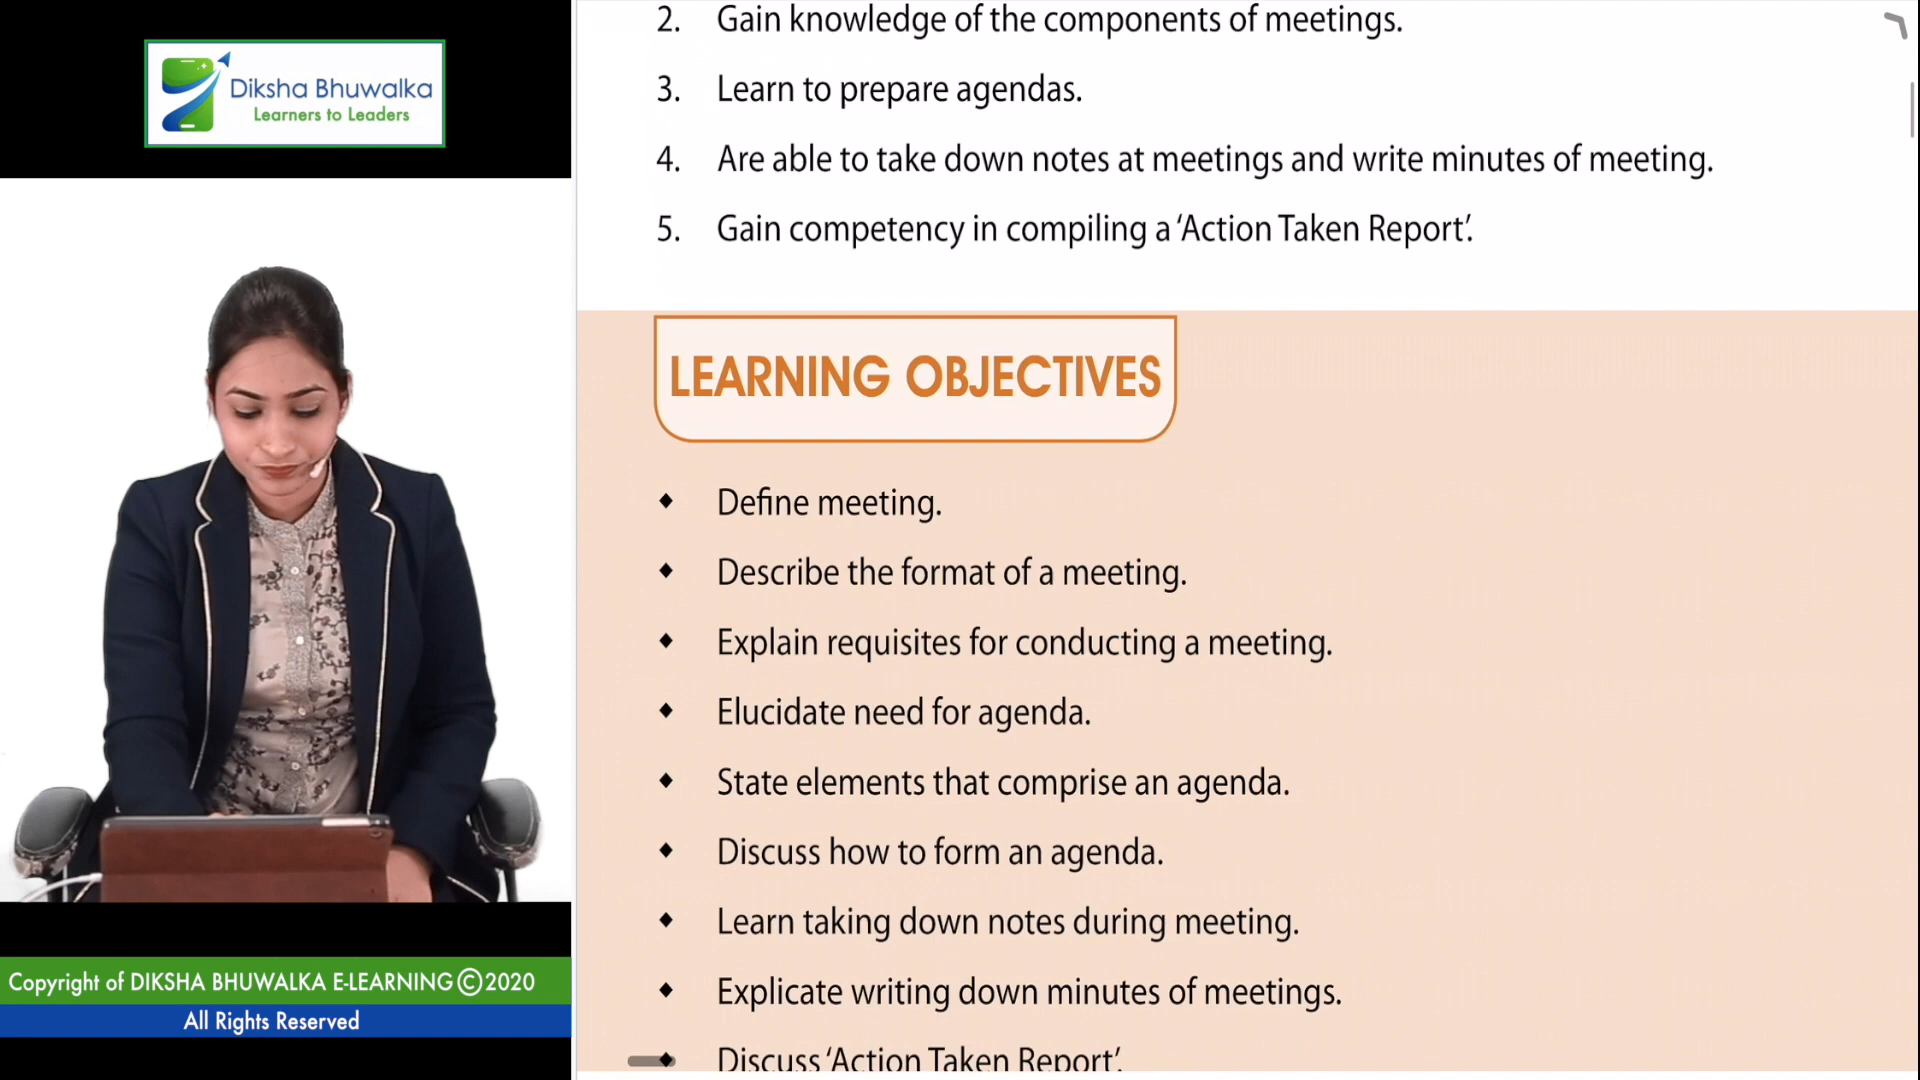 Diksha Bhuwalka
Learners to Leaders
2. Gain knowledge of the components of meetings.
3. Learn to prepare agendas.
4. Are able to take down notes at meetings and write minutes of meeting.
5. Gain competency in compiling a ‘Action Taken Report’.
LEARNING OBJECTIVES
◆ Define meeting.
◆ Describe the format of a meeting.
◆ Explain requisites for conducting a meeting.
◆ Elucidate need for agenda.
◆ State elements that comprise an agenda.
◆ Discuss how to form an agenda.
◆ Learn taking down notes during meeting.
◆ Explicate writing down minutes of meetings.
◆ Discuss ‘Action Taken Report’.
Copyright of DIKSHA BHUWALKA E-LEARNING©2020
All Rights Reserved